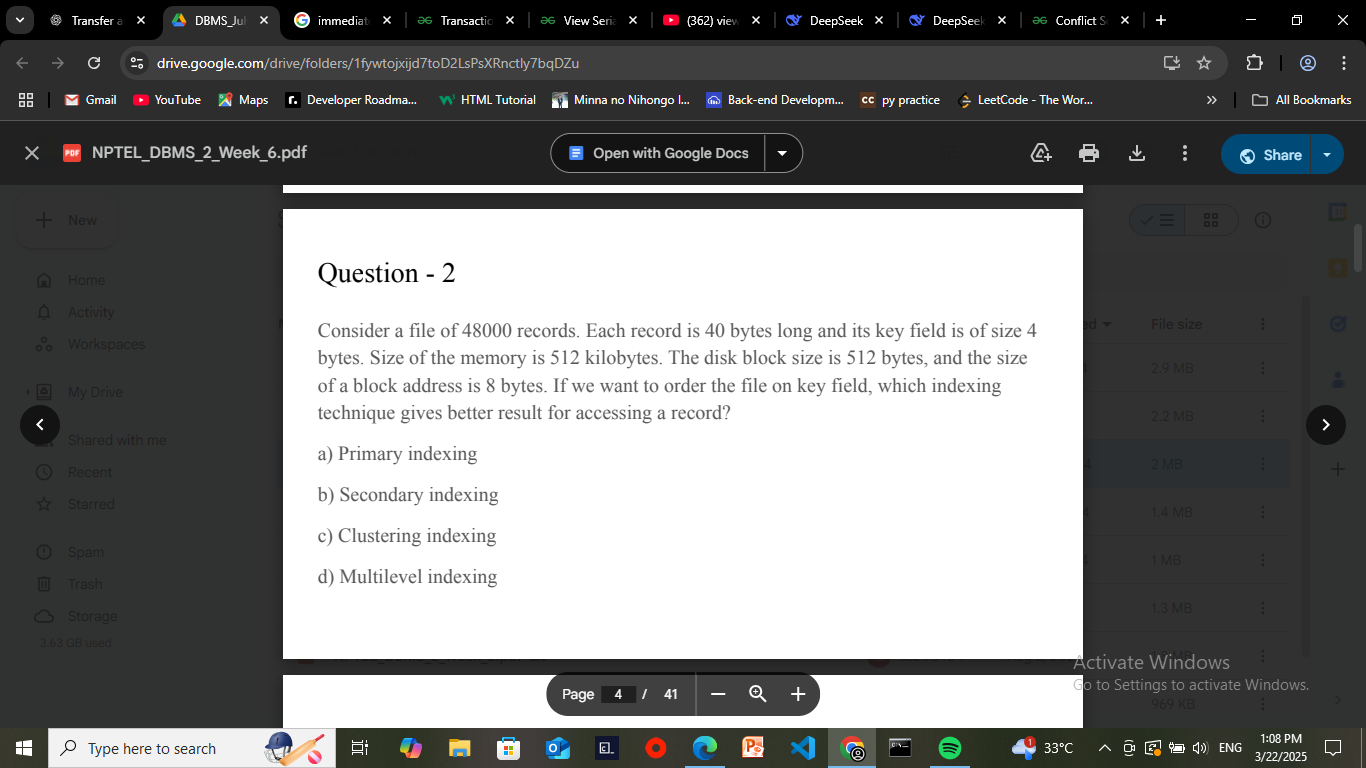 Transfer a
DBMS_Jul
immediat
Transactio
View Seria
(362) view
DeepSeek
DeepSeek
Conflict S
drive.google.com/drive/folders/1fywtojxijd7toD2LsPsXRnctly7bqDZu
Gmail
YouTube
Maps
Developer Roadma...
HTML Tutorial
Minna no Nihongo I...
Back-end Developm...
py practice
LeetCode - The Wor...
All Bookmarks
NPTEL_DBMS_2_Week_6.pdf
Open with Google Docs
Share
New
Home
Activity
Workspaces
My Drive
Shared with me
Recent
Starred
Spam
Trash
Storage
3.63 GB used
Question - 2
Consider a file of 48000 records. Each record is 40 bytes long and its key field is of size 4
bytes. Size of the memory is 512 kilobytes. The disk block size is 512 bytes, and the size
of a block address is 8 bytes. If we want to order the file on key field, which indexing
technique gives better result for accessing a record?
a) Primary indexing
b) Secondary indexing
c) Clustering indexing
d) Multilevel indexing
File size
2.9 MB
2.2 MB
2 MB
1.4 MB
1 MB
1.3 MB
969 KB
Activate Windows
Go to Settings to activate Windows.
Page 4 / 41
Type here to search
33°C
ENG
1:08 PM
3/22/2025